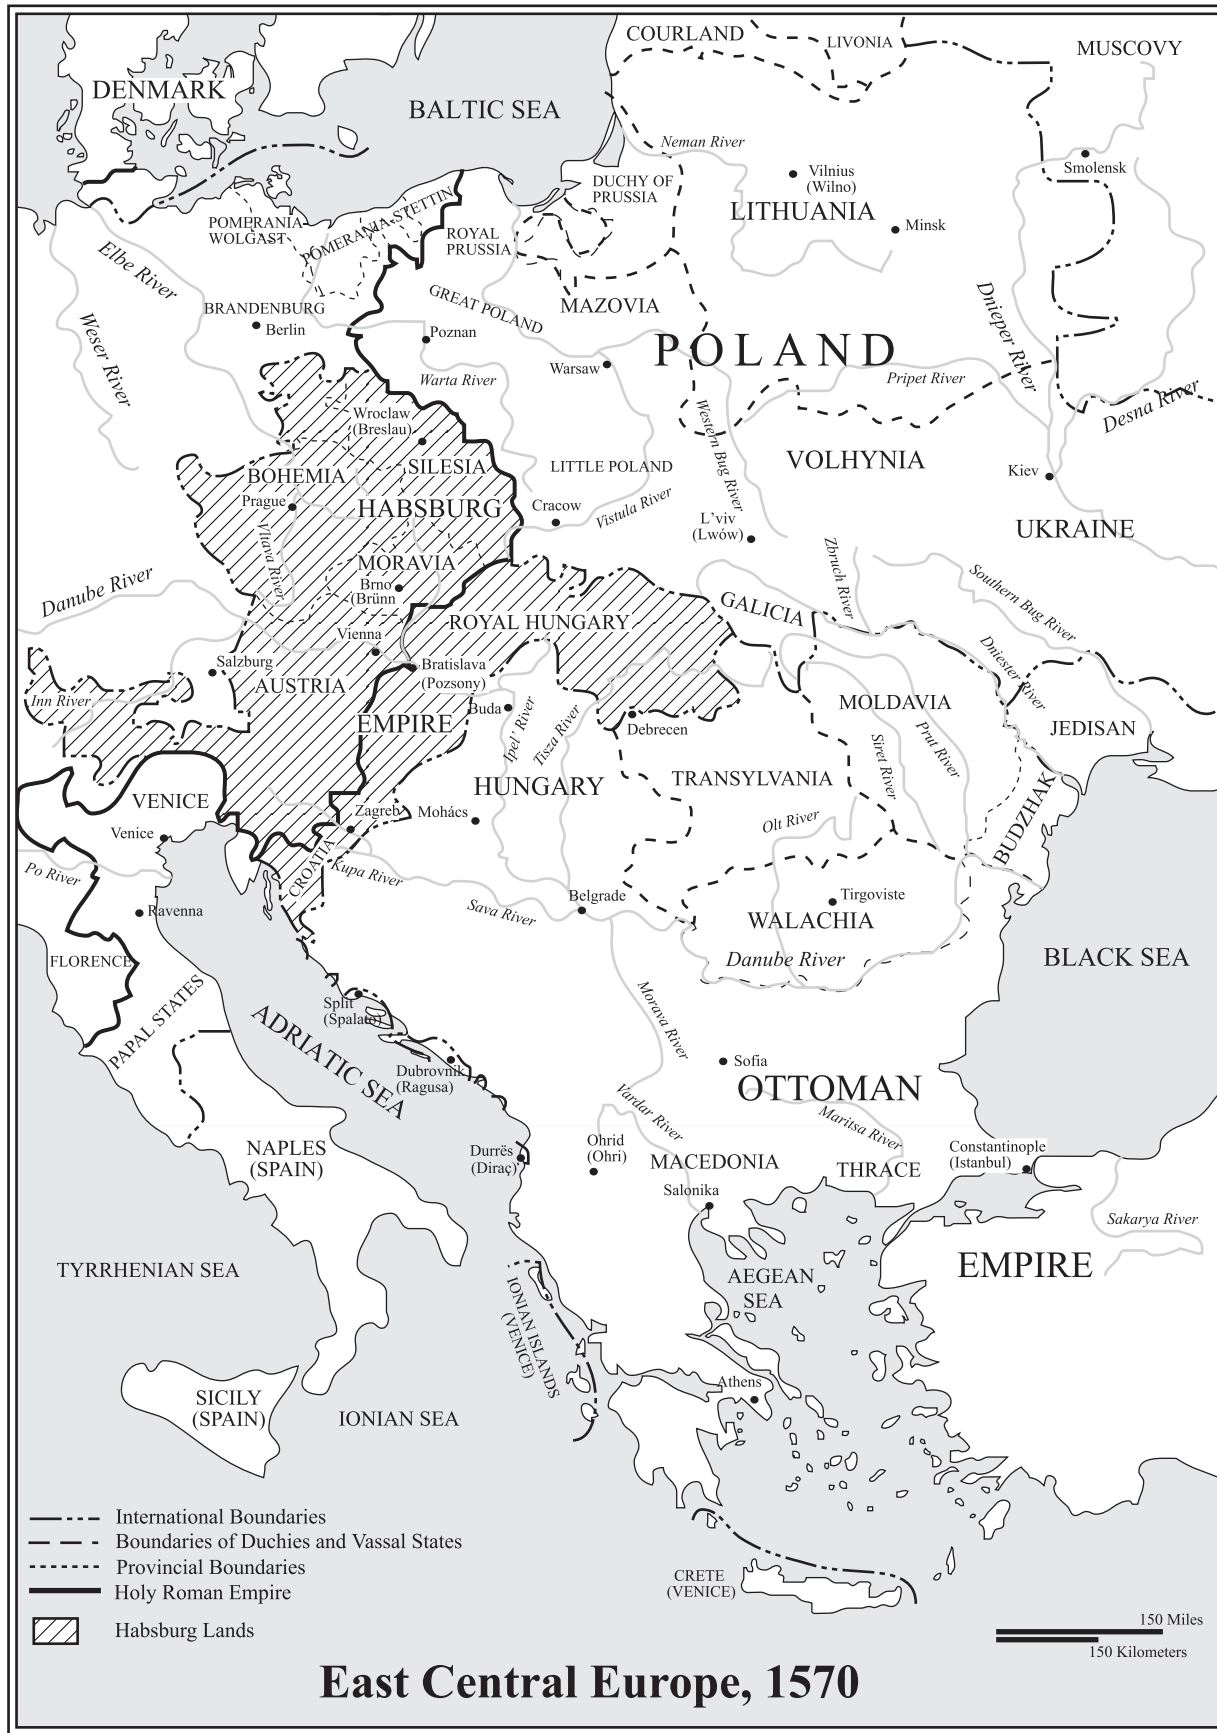 COURLAND
LIVONIA
MUSCOVY
DENMARK
BALTIC SEA
Neman River
Smolensk
Vilnius
(Wilno)
DUCHY OF
PRUSSIA
LITHUANIA
Minsk
POMERANIA-
WOLGAST
POMERANIA-STETTIN
ROYAL
PRUSSIA
Elbe River
GREAT POLAND
MAZOVIA
Dnieper River
BRANDENBURG
Berlin
Weser River
Poznan
POLAND
Warsaw
Warta River
Pripet River
Desna River
Wroclaw
(Breslau)
Western Bug River
BOHEMIA
SILESIA
LITTLE POLAND
VOLHYNIA
Kiev
Prague
HABSBURG
Cracow
Vistula River
L'viv
(Lwów)
UKRAINE
Vltava River
MORAVIA
Brno
(Brünn
Zbruch River
Southern Bug River
Danube River
GALICIA
ROYAL HUNGARY
Vienna
Bratislava
(Pozsony)
Dniester River
Salzburg
AUSTRIA
Inn River
MOLDAVIA
JEDISAN
EMPIRE
Buda
Ipel' River
Tisza River
Debrecen
Siret River
Prut River
HUNGARY
TRANSYLVANIA
BUDZHAK
VENICE
Venice
Zagreb
Mohács
Olt River
CROATIA
Kupa River
Po River
Sava River
Belgrade
Tirgoviste
Ravenna
WALACHIA
FLORENCE
Danube River
BLACK SEA
PAPAL STATES
Split
(Spalato)
Morava River
ADRIATIC SEA
Sofia
Dubrovnik
(Ragusa)
OTTOMAN
Vardar River
Maritsa River
NAPLES
(SPAIN)
Durrës
(Diraç)
Ohrid
(Ohri)
MACEDONIA
THRACE
Constantinople
(Istanbul)
Salonika
Sakarya River
TYRRHENIAN SEA
EMPIRE
IONIAN ISLANDS
(VENICE)
AEGEAN
SEA
Athens
SICILY
(SPAIN)
IONIAN SEA
International Boundaries
Boundaries of Duchies and Vassal States
Provincial Boundaries
Holy Roman Empire
Habsburg Lands
CRETE
(VENICE)
150 Miles
150 Kilometers
East Central Europe, 1570